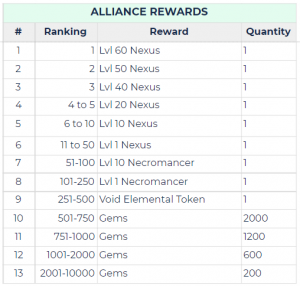 ALLIANCE REWARDS
# Ranking Reward Quantity
1 1 Lvl 60 Nexus 1
2 2 Lvl 50 Nexus 1
3 3 Lvl 40 Nexus 1
4 4 to 5 Lvl 20 Nexus 1
5 6 to 10 Lvl 10 Nexus 1
6 11 to 50 Lvl 1 Nexus 1
7 51-100 Lvl 10 Necromancer 1
8 101-250 Lvl 1 Necromancer 1
9 251-500 Void Elemental Token 1
10 501-750 Gems 2000
11 751-1000 Gems 1200
12 1001-2000 Gems 600
13 2001-10000 Gems 200